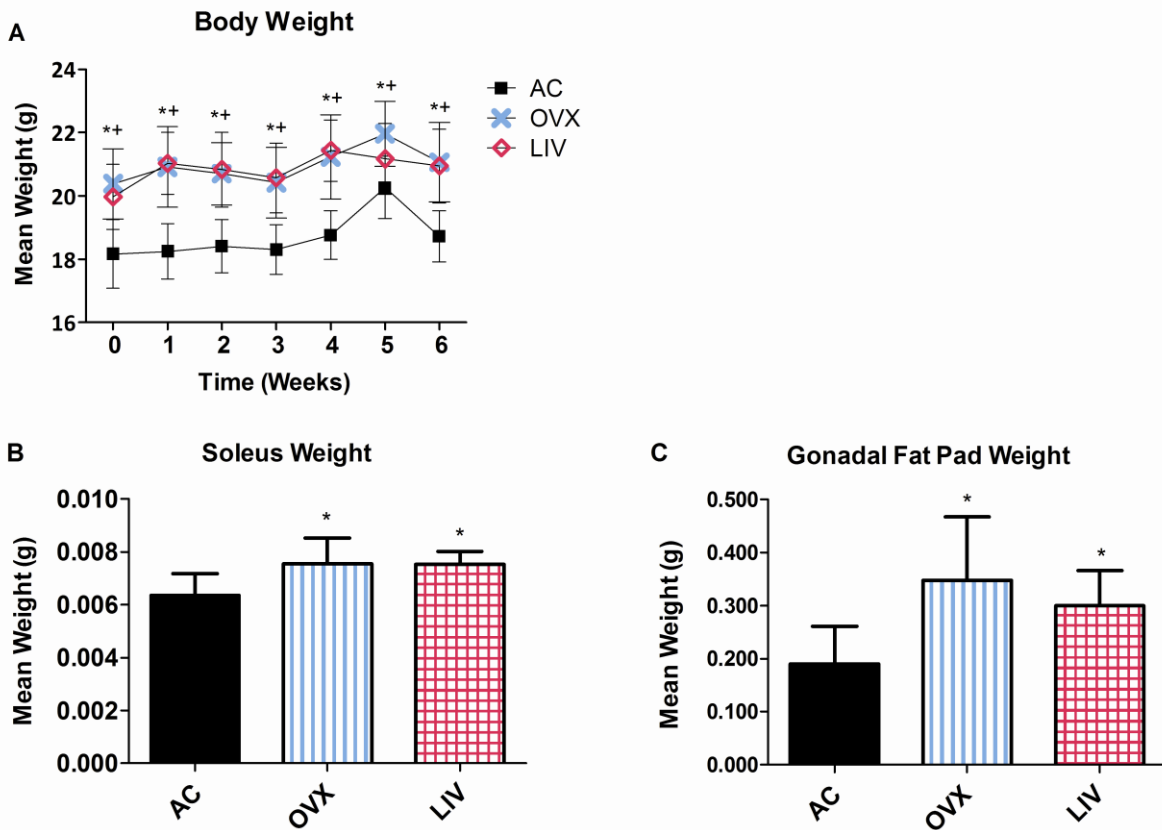 A
Body Weight
Mean Weight (g)
24
22
20
18
16
*+ *+ *+ *+ *+ *+ *+
0 1 2 3 4 5 6
Time (Weeks)
AC
OVX
LIV
B
Soleus Weight
Mean Weight (g)
0.010
0.008
0.006
0.004
0.002
0.000
* *
AC OVX LIV
C
Gonadal Fat Pad Weight
Mean Weight (g)
0.500
0.400
0.300
0.200
0.100
0.000
* *
AC OVX LIV